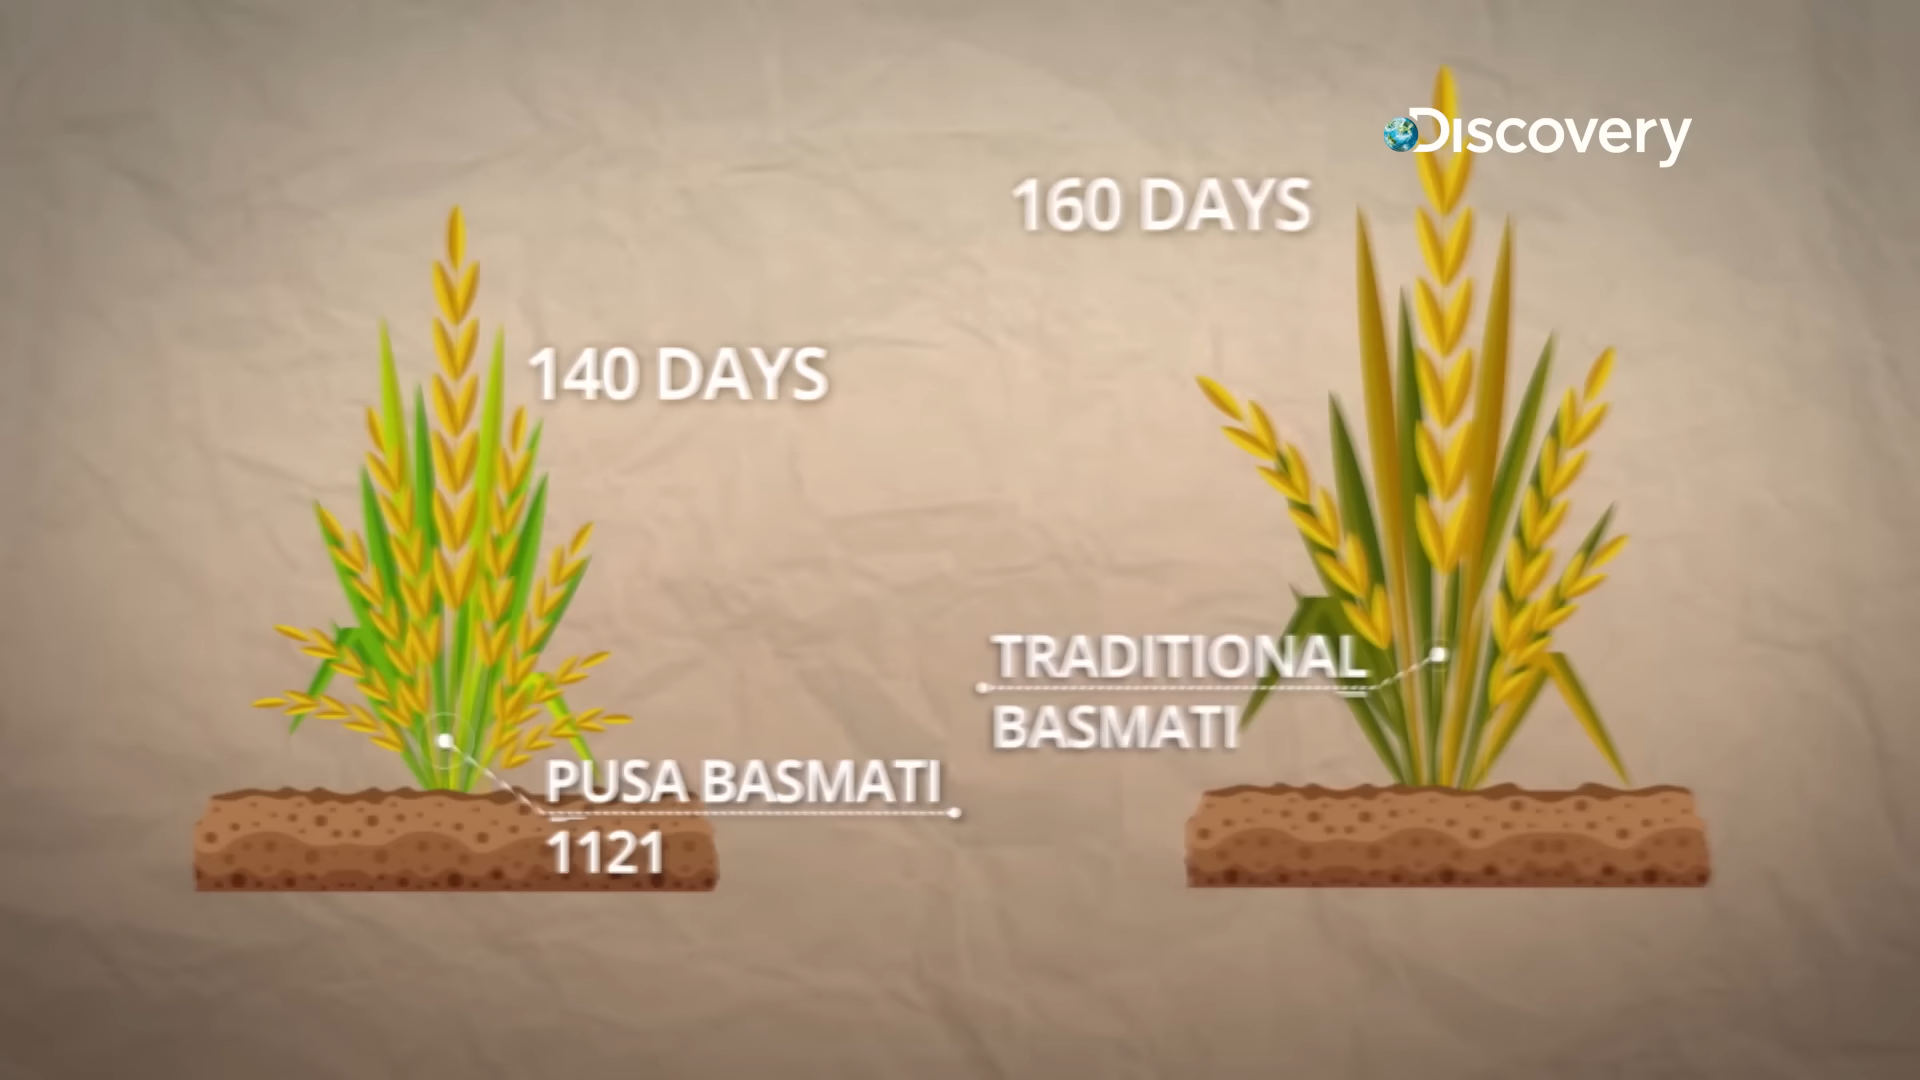 Discovery
160 DAYS
140 DAYS
TRADITIONAL
BASMATI
PUSA BASMATI
1121